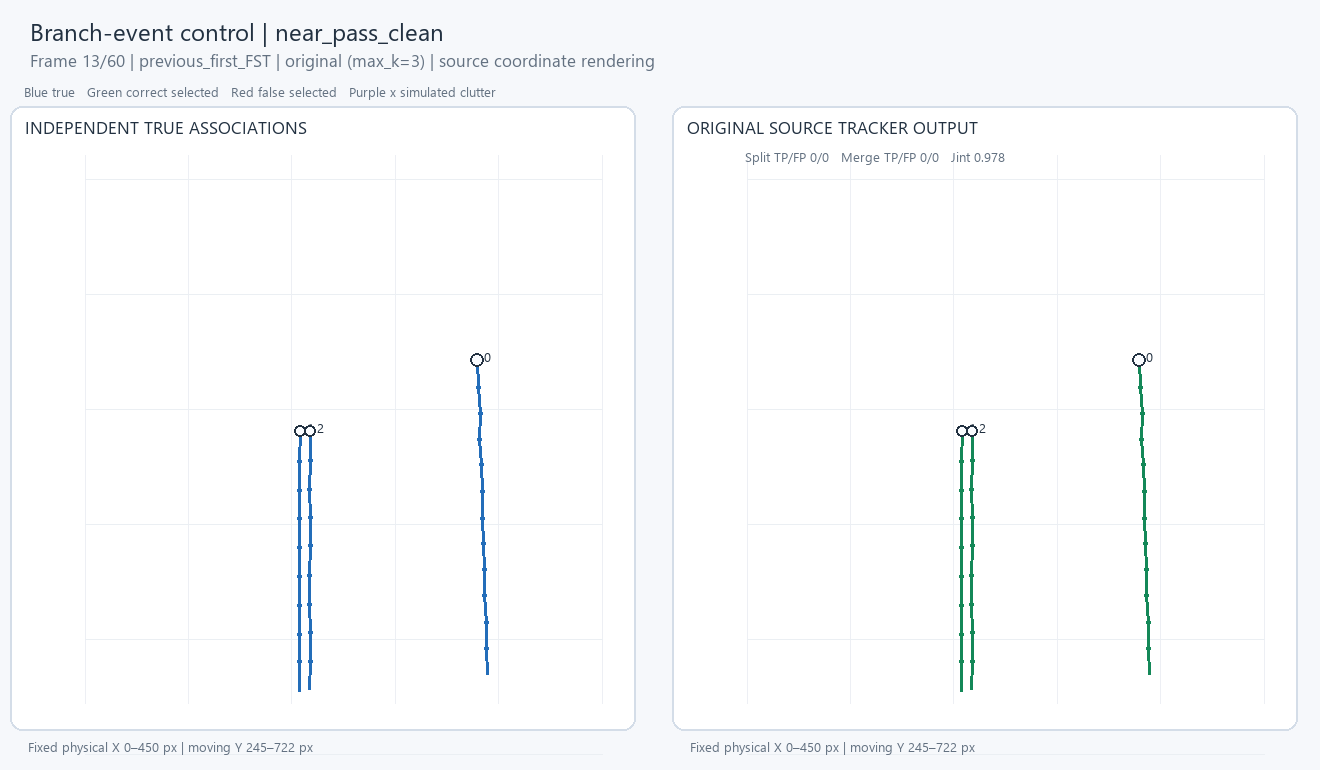 Branch-event control | near_pass_clean
Frame 13/60 | previous_first_FST | original (max_k=3) | source coordinate rendering
Blue true Green correct selected Red false selected Purple x simulated clutter
INDEPENDENT TRUE ASSOCIATIONS
0
2
Fixed physical X 0–450 px | moving Y 245–722 px
ORIGINAL SOURCE TRACKER OUTPUT
Split TP/FP 0/0 Merge TP/FP 0/0 Jint 0.978
0
2
Fixed physical X 0–450 px | moving Y 245–722 px